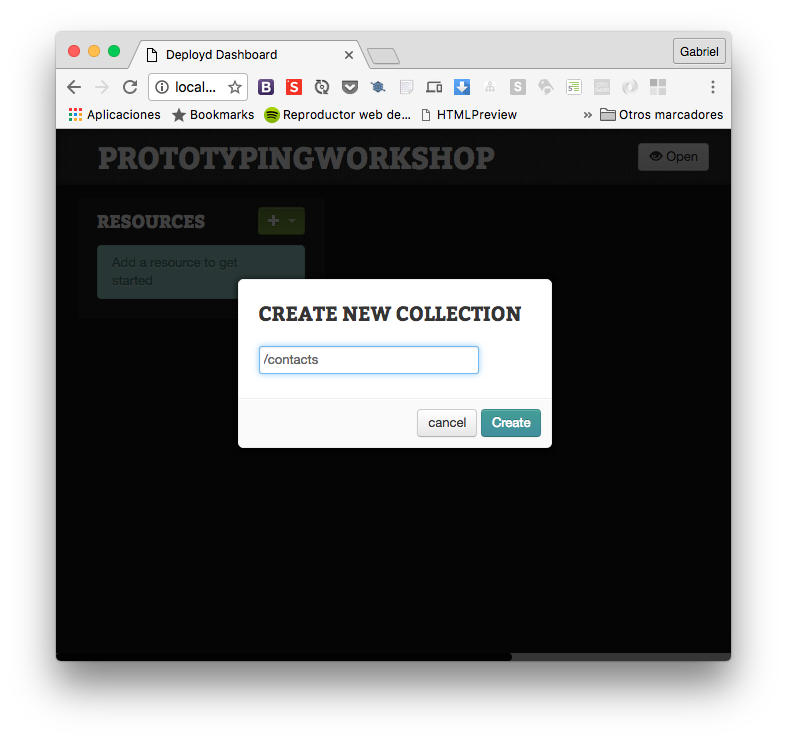 Deployd Dashboard
Gabriel
local...
Aplicaciones
Bookmarks
Reproductor web de...
HTMLPreview
»
Otros marcadores
PROTOTYPINGWORKSHOP
Open
RESOURCES
Add a resource to get
started
CREATE NEW COLLECTION
/contacts
cancel
Create